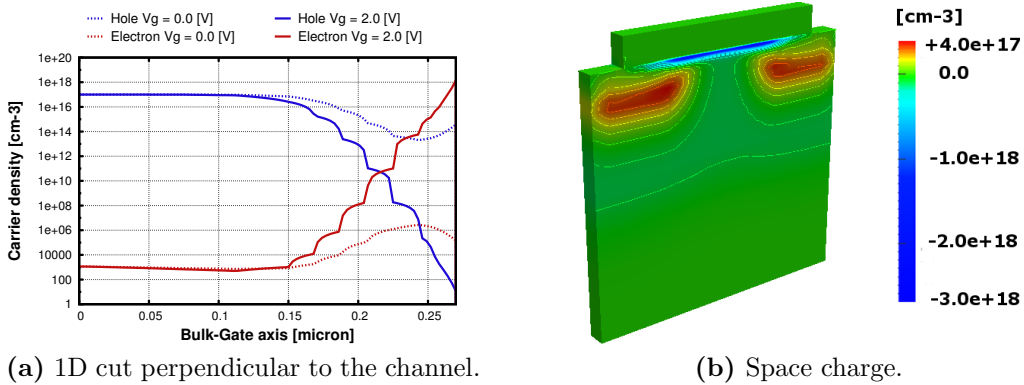 Hole Vg = 0.0 [V]
Hole Vg = 2.0 [V]
Electron Vg = 0.0 [V]
Electron Vg = 2.0 [V]
Carrier density [cm-3]
1e+20
1e+18
1e+16
1e+14
1e+12
1e+10
1e+08
1e+06
10000
100
1
0
0.05
0.1
0.15
0.2
0.25
Bulk-Gate axis [micron]
[cm-3]
+4.0e+17
0.0
-1.0e+18
-2.0e+18
-3.0e+18
(a) 1D cut perpendicular to the channel.
(b) Space charge.